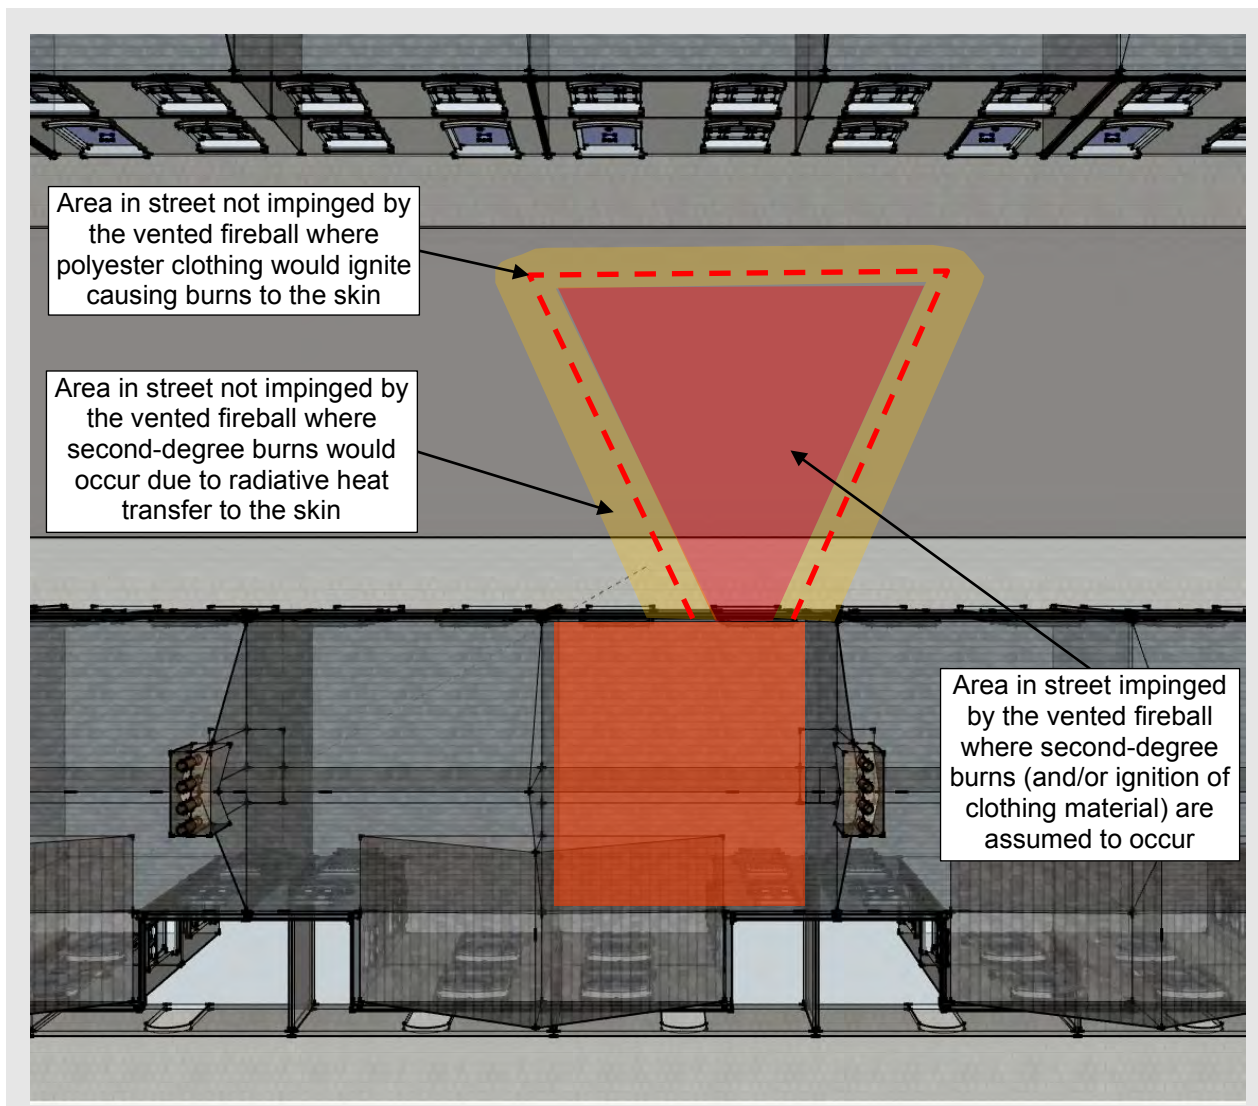 Area in street not impinged by
the vented fireball where
polyester clothing would ignite
causing burns to the skin
Area in street not impinged by
the vented fireball where
second-degree burns would
occur due to radiative heat
transfer to the skin
Area in street impinged
by the vented fireball
where second-degree
burns (and/or ignition of
clothing material) are
assumed to occur